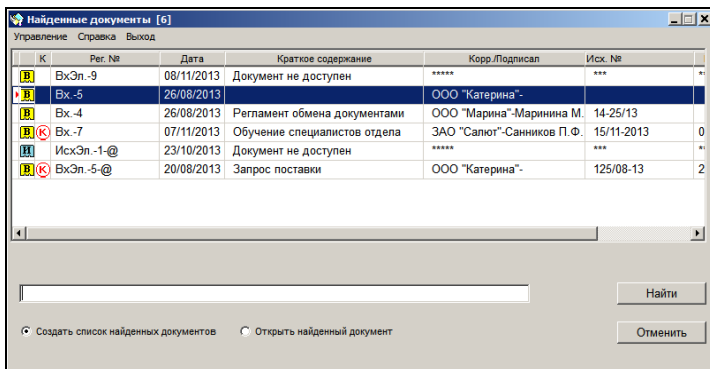 Найденные документы [6]
Управление Справка Выход
К Рег. № Дата Краткое содержание Корр./Подписал Исх. №
В ВхЭл.-9 08/11/2013 Документ не доступен ***** ***
В Вх.-5 26/08/2013 ООО "Катерина"-
В Вх.-4 26/08/2013 Регламент обмена документами ООО "Марина"-Маринина М. 14-25/13
В К Вх.-7 07/11/2013 Обучение специалистов отдела ЗАО "Салют"-Санников П.Ф. 15/11-2013 0
И ИсхЭл.-1-@ 23/10/2013 Документ не доступен ***** ***
В К ВхЭл.-5-@ 20/08/2013 Запрос поставки ООО "Катерина"- 125/08-13 2
Найти
Создать список найденных документов Открыть найденный документ Отменить